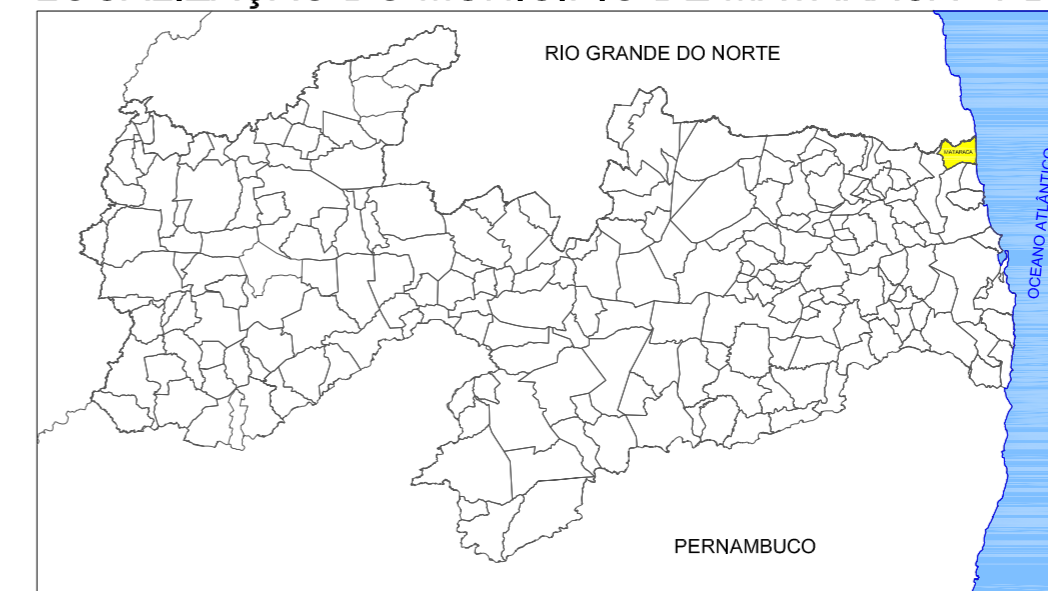 RIO GRANDE DO NORTE
MATARACA
OCEANO ATLÂNTICO
PERNAMBUCO